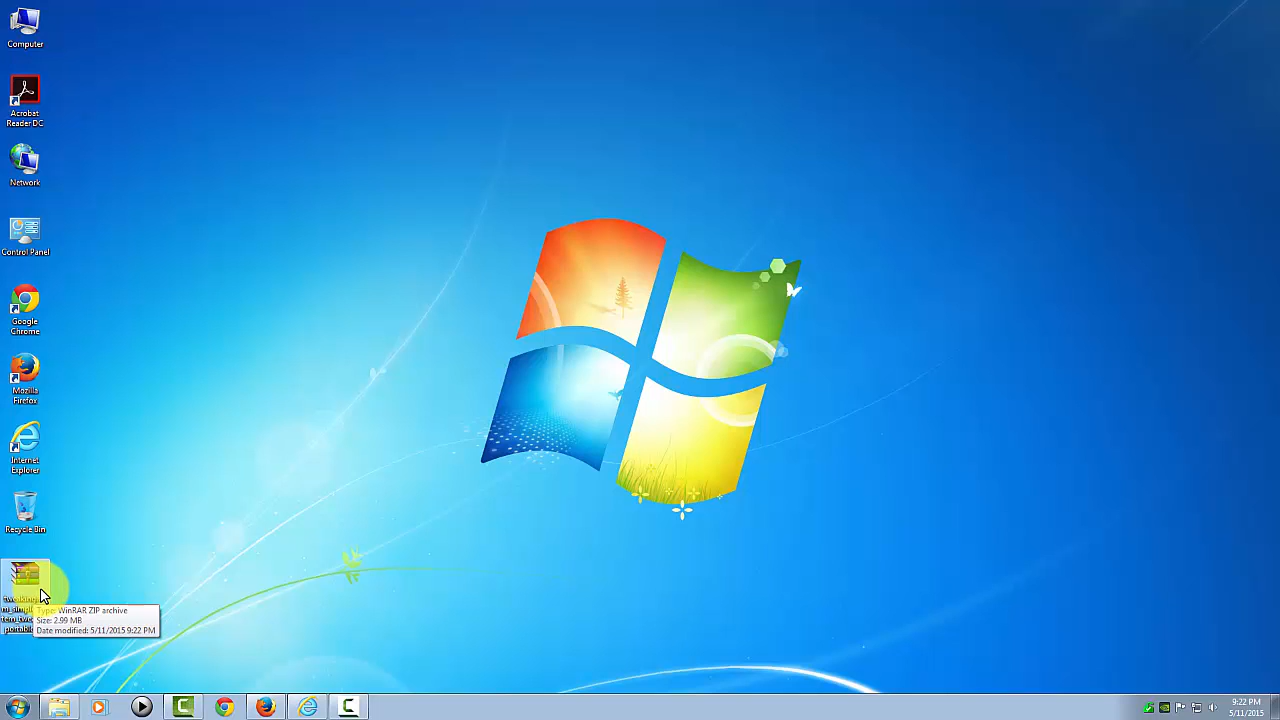 Computer
Acrobat
Reader DC
Network
Control Panel
Google
Chrome
Mozilla
Firefox
Internet
Explorer
Recycle Bin
Type: WinRAR ZIP archive
Size: 2.99 MB
Date modified: 5/11/2015 9:22 PM
9:22 PM
5/11/2015